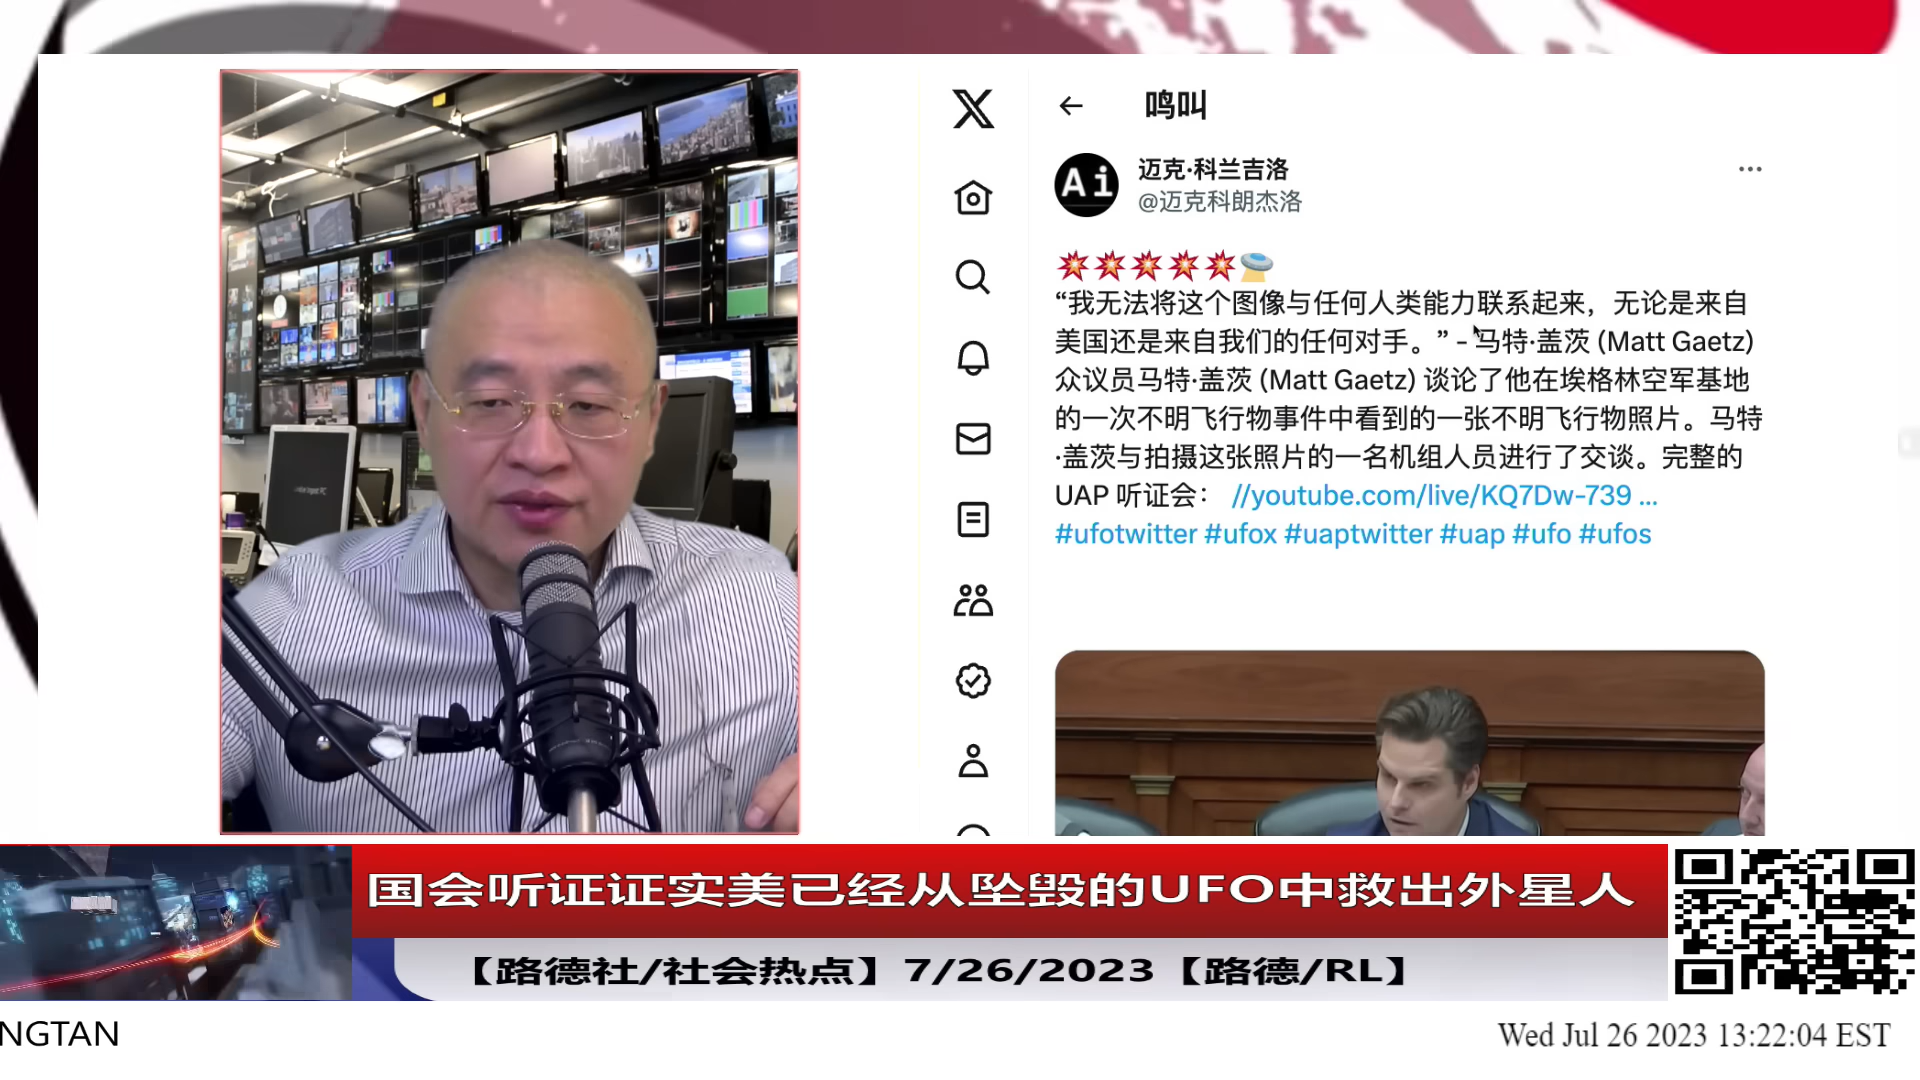 鸣叫
Ai
迈克·科兰吉洛
@迈克科朗杰洛
“我无法将这个图像与任何人类能力联系起来，无论是来自
美国还是来自我们的任何对手。” – 马特·盖茨 (Matt Gaetz)
众议员马特·盖茨 (Matt Gaetz) 谈论了他在埃格林空军基地
的一次不明飞行物事件中看到的一张不明飞行物照片。马特
·盖茨与拍摄这张照片的一名机组人员进行了交谈。完整的
UAP 听证会： //youtube.com/live/KQ7Dw-739 ...
#ufotwitter #ufox #uaptwitter #uap #ufo #ufos
国会听证证实美已经从坠毁的UFO中救出外星人
【路德社/社会热点】7/26/2023【路德/RL】
NGTAN
Wed Jul 26 2023 13:22:04 EST